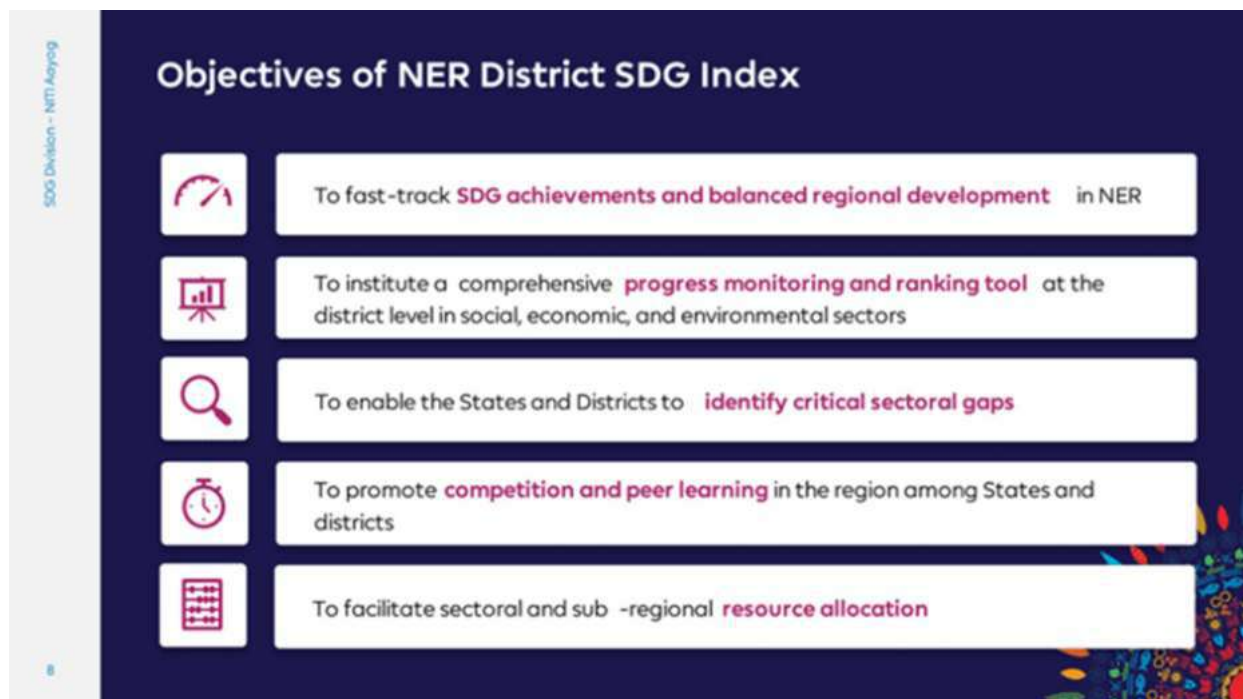 SDG Division - NITI Aayog
Objectives of NER District SDG Index
To fast-track SDG achievements and balanced regional development in NER
To institute a comprehensive progress monitoring and ranking tool at the
district level in social, economic, and environmental sectors
To enable the States and Districts to identify critical sectoral gaps
To promote competition and peer learning in the region among States and
districts
To facilitate sectoral and sub -regional resource allocation
8